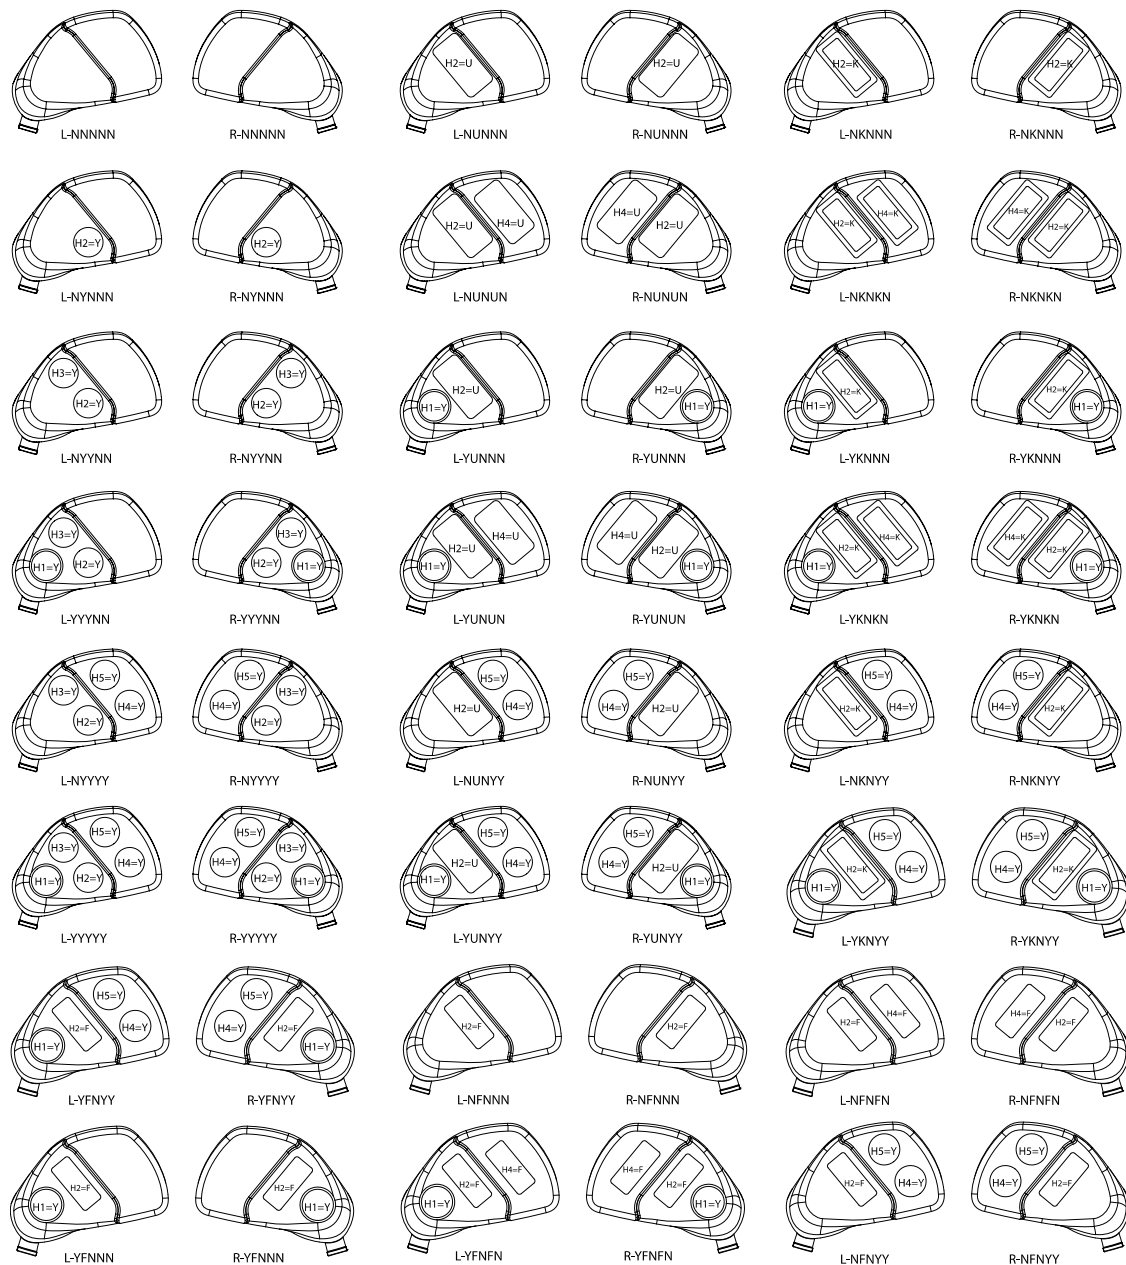 H2=U H2=U H2=K H2=K
L-NNNNN R-NNNNN L-NUNNN R-NUNNN L-NKNNN R-NKNNN
H4=U H4=U H4=K H4=K
H2=Y H2=Y H2=U H2=U H2=K H2=K
L-NYNNN R-NYNNN L-NUNUN R-NUNUN L-NKNKN R-NKNKN
H3=Y H3=Y
H2=Y H2=Y H2=U H2=U H2=K H2=K
H1=Y H1=Y H1=Y H1=Y
L-NYYNN R-NYYNN L-YUNNN R-YUNNN L-YKNNN R-YKNNN
H3=Y H3=Y H4=U H4=U H4=K H4=K
H2=Y H2=Y H2=U H2=U H2=K H2=K
H1=Y H1=Y H1=Y H1=Y H1=Y H1=Y
L-YYYNN R-YYYNN L-YUNUN R-YUNUN L-YKNKN R-YKNKN
H5=Y H5=Y H5=Y H5=Y H5=Y H5=Y
H3=Y H3=Y
H4=Y H4=Y H4=Y H4=Y H4=Y H4=Y
H2=Y H2=Y H2=U H2=U H2=K H2=K
L-NYYYY R-NYYYY L-NUNYY R-NUNYY L-NKNYY R-NKNYY
H5=Y H5=Y H5=Y H5=Y H5=Y H5=Y
H3=Y H3=Y
H4=Y H4=Y H4=Y H4=Y H4=Y H4=Y
H2=Y H2=Y H2=U H2=U H2=K H2=K
H1=Y H1=Y H1=Y H1=Y H1=Y H1=Y
L-YYYYY R-YYYYY L-YUNYY R-YUNYY L-YKNYY R-YKNYY
H5=Y H5=Y
H4=Y H4=Y H4=F H4=F
H2=F H2=F H2=F H2=F H2=F H2=F
H1=Y H1=Y
L-YFNYY R-YFNYY L-NFNNN R-NFNNN L-NFNFN R-NFNFN
H5=Y H5=Y
H4=F H4=F H4=Y H4=Y
H2=F H2=F H2=F H2=F H2=F H2=F
H1=Y H1=Y H1=Y H1=Y
L-YFNNN R-YFNNN L-YFNFN R-YFNFN L-NFNYY R-NFNYY